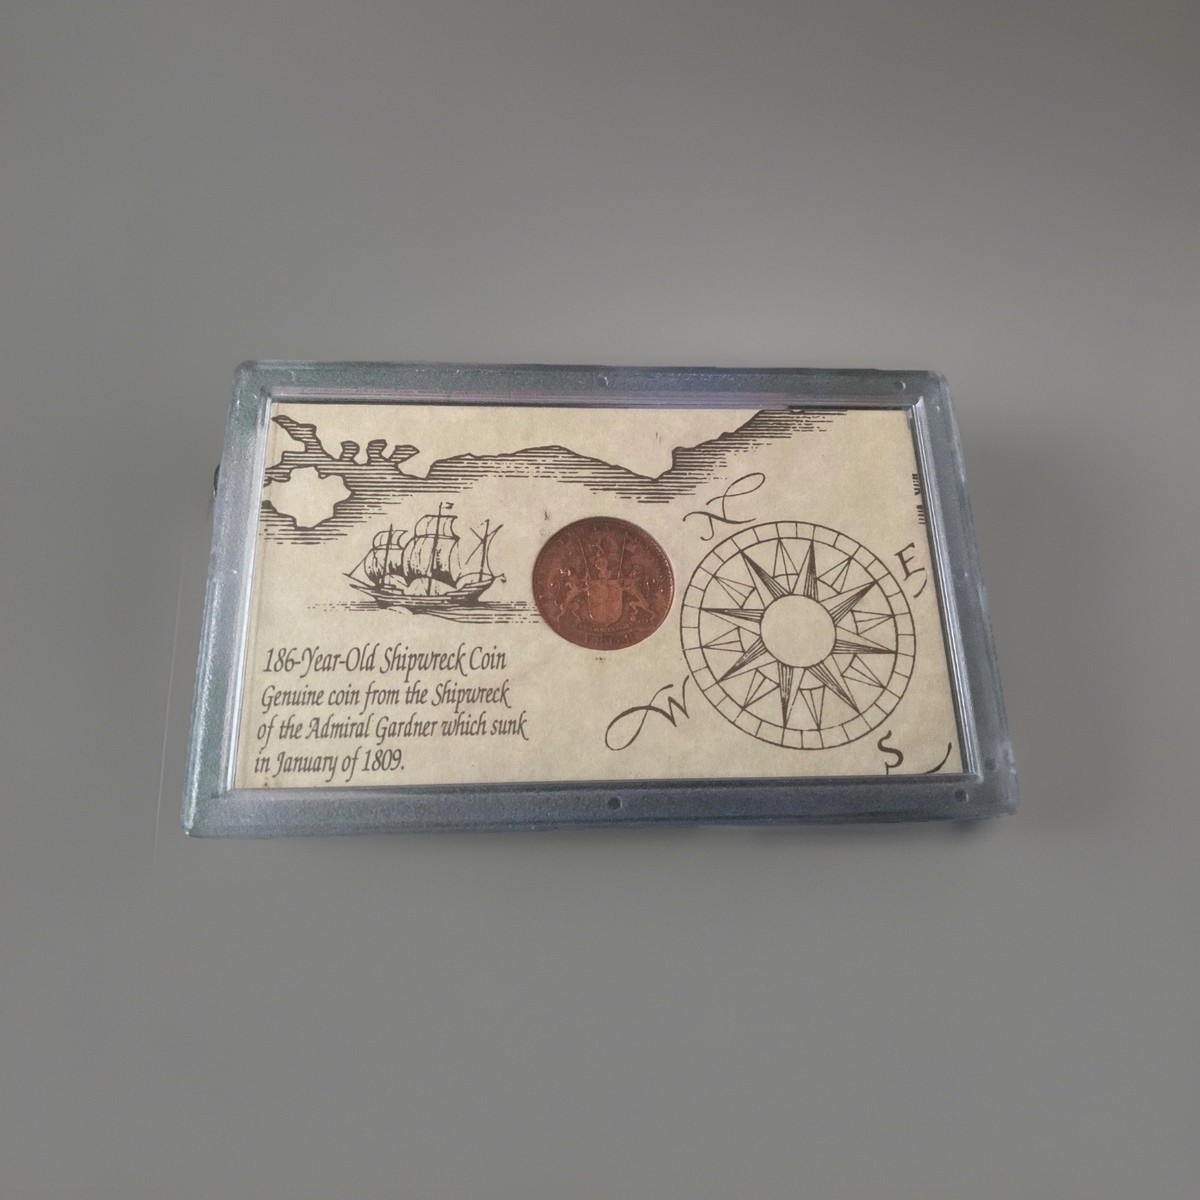 N
E
186-Year-Old Shipwreck Coin
Genuine coin from the Shipwreck
of the Admiral Gardner which sunk
in January of 1809.
W
S